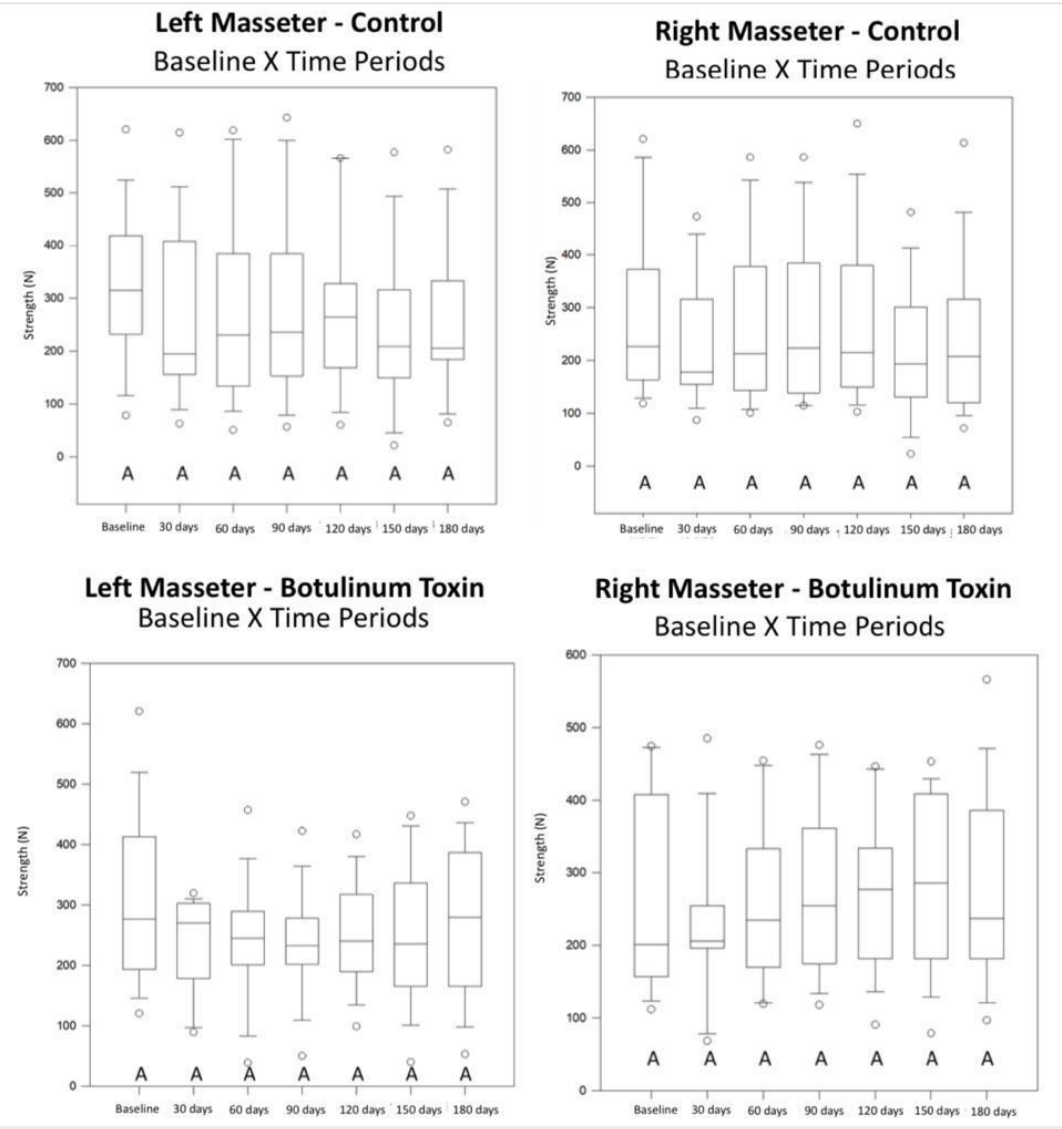 Left Masseter - Control
Baseline X Time Periods
700
600
500
400
300
200
100
0
Strength (N)
A A A A A A A
Baseline 30 days 60 days 90 days 120 days 150 days 180 days
Right Masseter - Control
Baseline X Time Periods
700
600
500
400
300
200
100
0
Strength (N)
A A A A A A A
Baseline 30 days 60 days 90 days 120 days 150 days 180 days
Left Masseter - Botulinum Toxin
Baseline X Time Periods
700
600
500
400
300
200
100
0
Strength (N)
A A A A A A A
Baseline 30 days 60 days 90 days 120 days 150 days 180 days
Right Masseter - Botulinum Toxin
Baseline X Time Periods
600
500
400
300
200
100
0
Strength (N)
A A A A A A A
Baseline 30 days 60 days 90 days 120 days 150 days 180 days